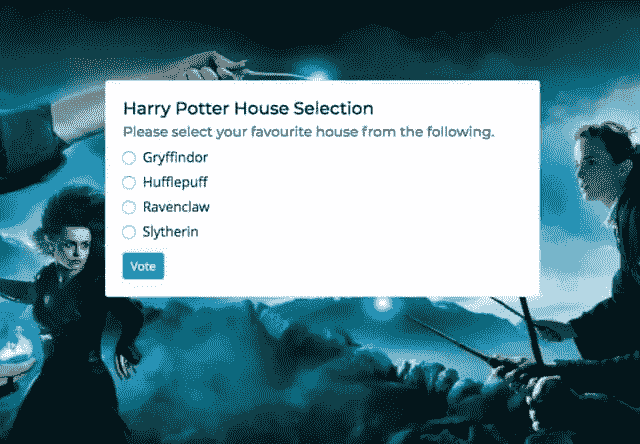 Harry Potter House Selection
Please select your favourite house from the following.
Gryffindor
Hufflepuff
Ravenclaw
Slytherin
Vote